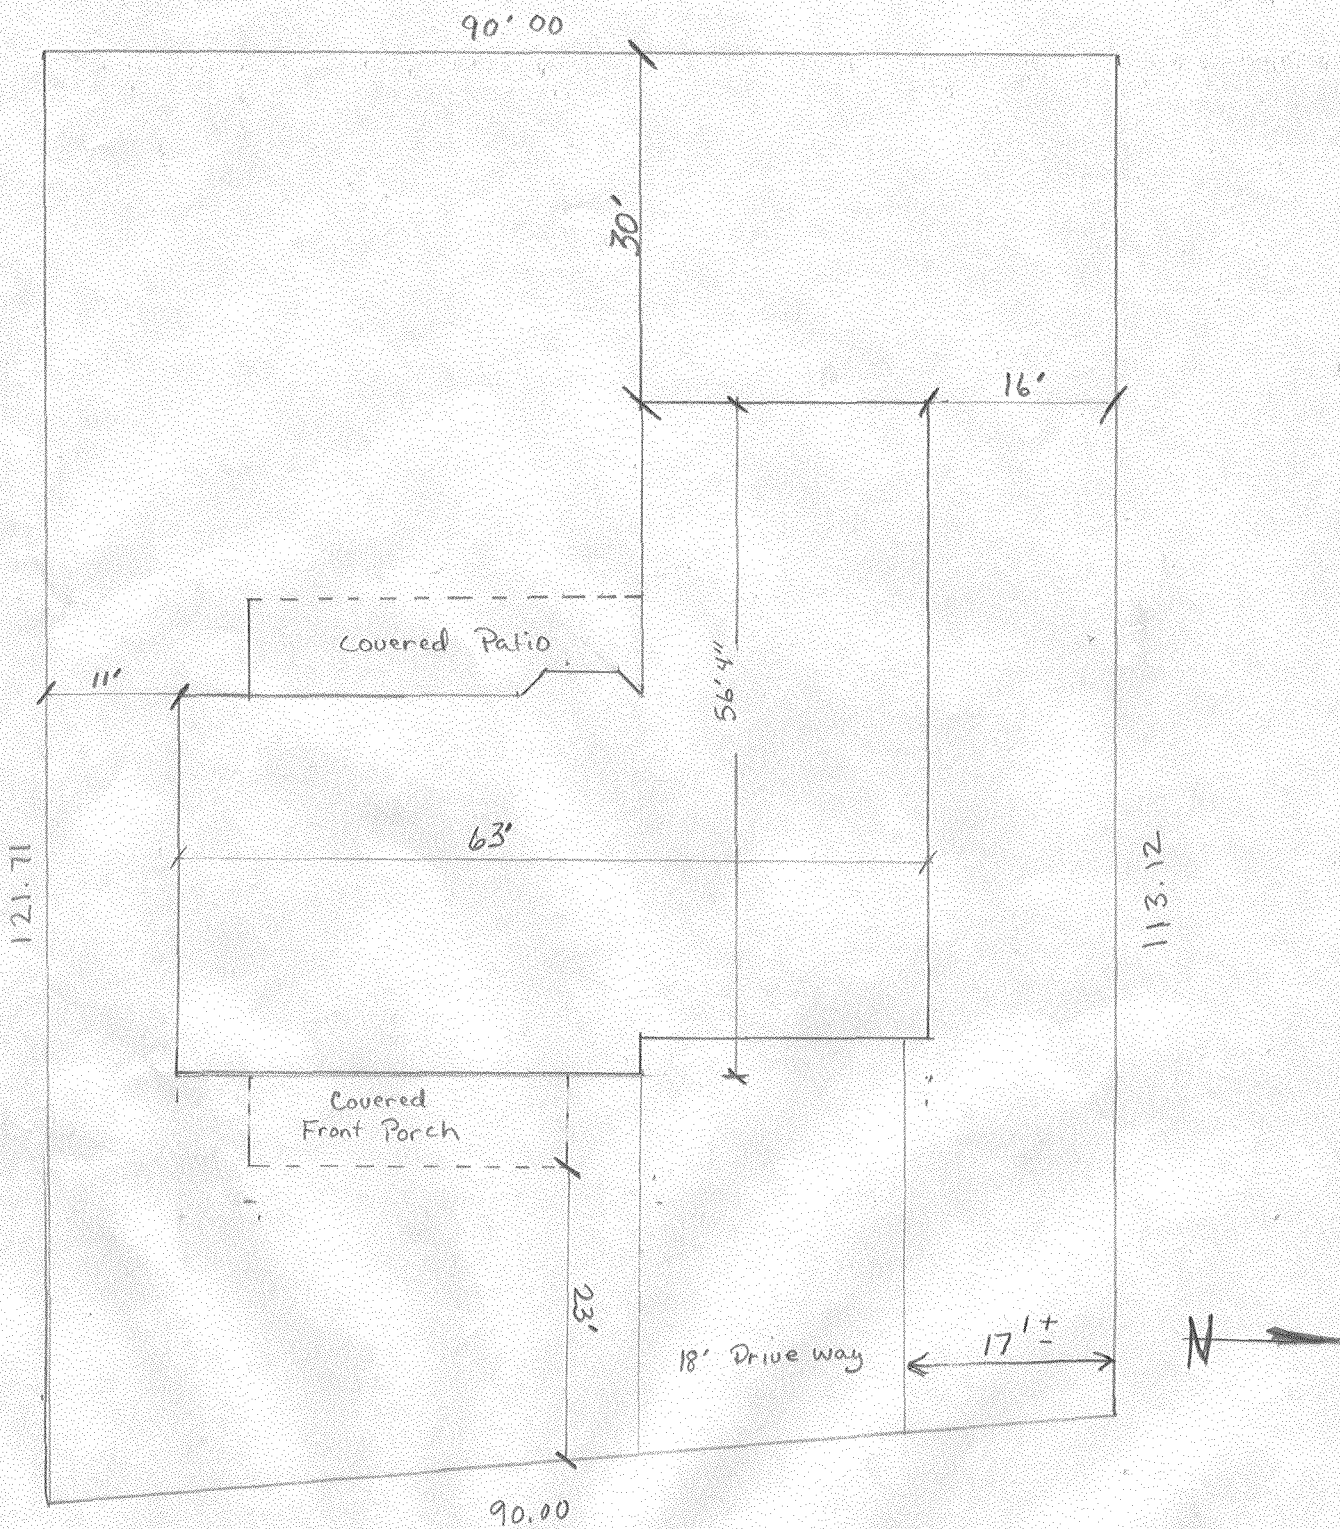 90' 00
30'
16'
Covered Patio
11'
56' 4"
63'
121.71
113.12
Covered
Front Porch
23'
18' Drive way
17' ±
N
90.00